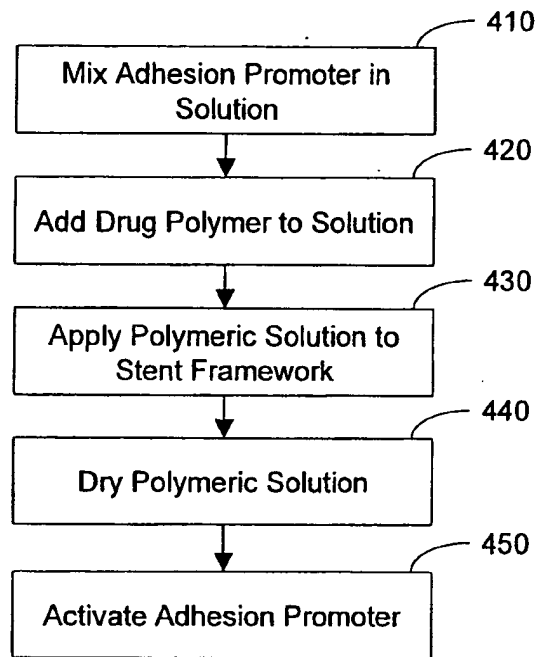 410
Mix Adhesion Promoter in
Solution
420
Add Drug Polymer to Solution
430
Apply Polymeric Solution to
Stent Framework
440
Dry Polymeric Solution
450
Activate Adhesion Promoter